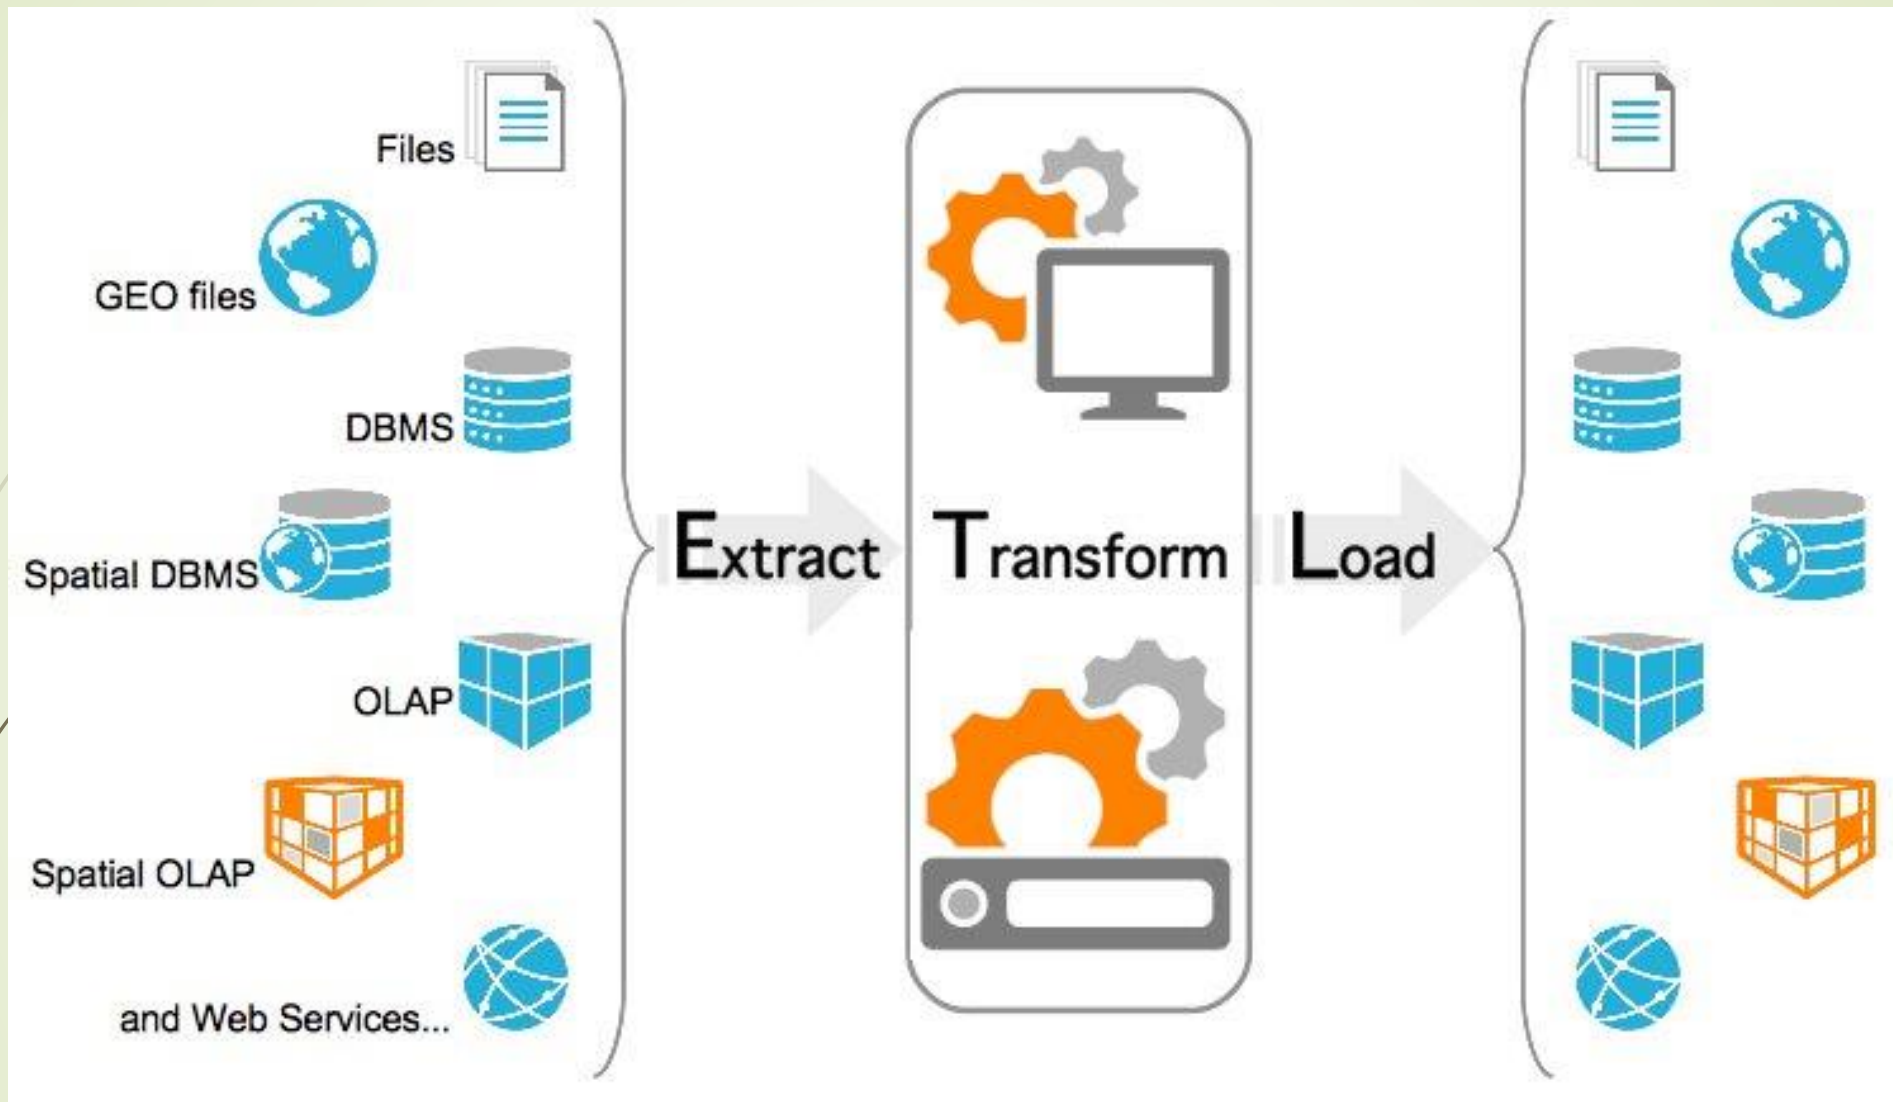 Files
GEO files
DBMS
Spatial DBMS
Extract Transform Load
OLAP
Spatial OLAP
and Web Services...